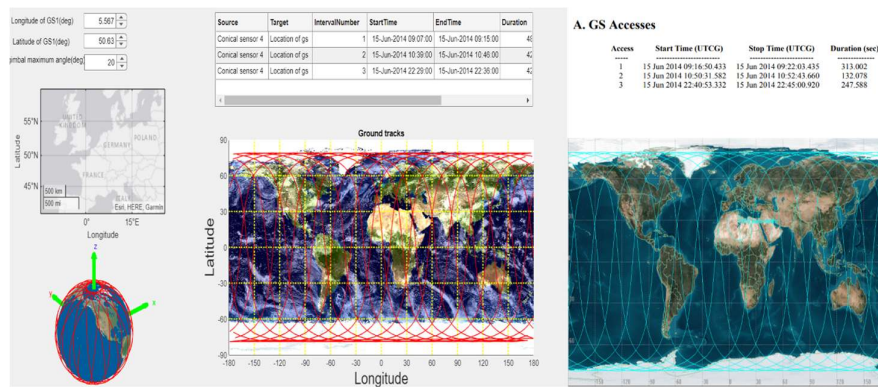 Longitude of GS1(deg) 5.567
Latitude of GS1(deg) 50.63
gimbal maximum angle(deg) 20
Source Target IntervalNumber StartTime EndTime Duration
Conical sensor 4 Location of gs 1 15-Jun-2014 09:07:00 15-Jun-2014 09:15:00 48
Conical sensor 4 Location of gs 2 15-Jun-2014 10:39:00 15-Jun-2014 10:46:00 42
Conical sensor 4 Location of gs 3 15-Jun-2014 22:29:00 15-Jun-2014 22:36:00 42
A. GS Accesses
Access Start Time (UTCG) Stop Time (UTCG) Duration (sec)
1 15 Jun 2014 09:16:50.433 15 Jun 2014 09:22:03.435 313.002
2 15 Jun 2014 10:50:31.582 15 Jun 2014 10:52:43.660 132.078
3 15 Jun 2014 22:40:53.332 15 Jun 2014 22:45:00.920 247.588
Latitude
55°N
50°N
45°N
UNITED
KINGDOM
POLAND
GERMANY
FRANCE
500 km
500 mi
Esri, HERE, Garmin
0° 15°E
Longitude
z
y
x
Ground tracks
Latitude
90
60
30
0
-30
-60
-90
-180 -150 -120 -90 -60 -30 0 30 60 90 120 150 180
Longitude